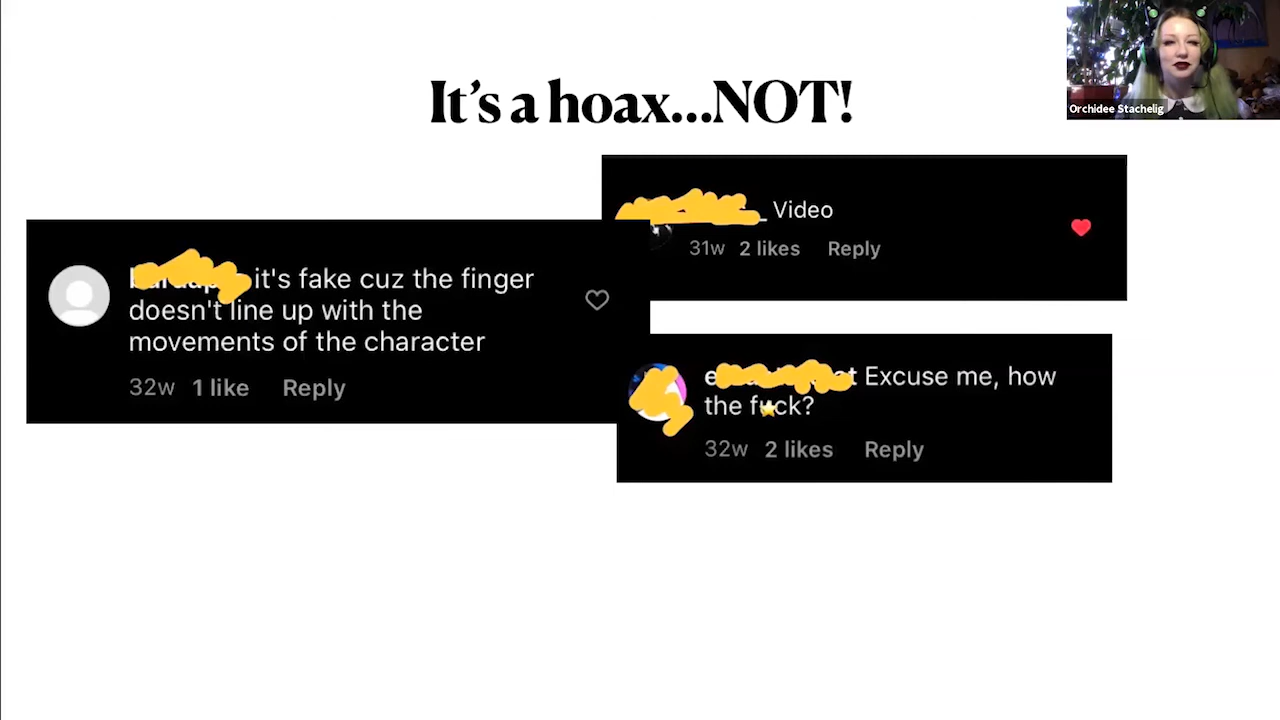 It's a hoax...NOT!
Orchidee Stachelig
Video
31w 2 likes Reply
it's fake cuz the finger
doesn't line up with the
movements of the character
32w 1 like Reply
Excuse me, how
the fuck?
32w 2 likes Reply